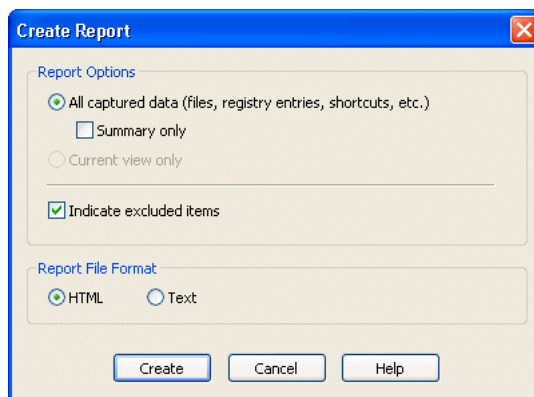 Create Report
Report Options
All captured data (files, registry entries, shortcuts, etc.)
Summary only
Current view only
Indicate excluded items
Report File Format
HTML Text
Create Cancel Help